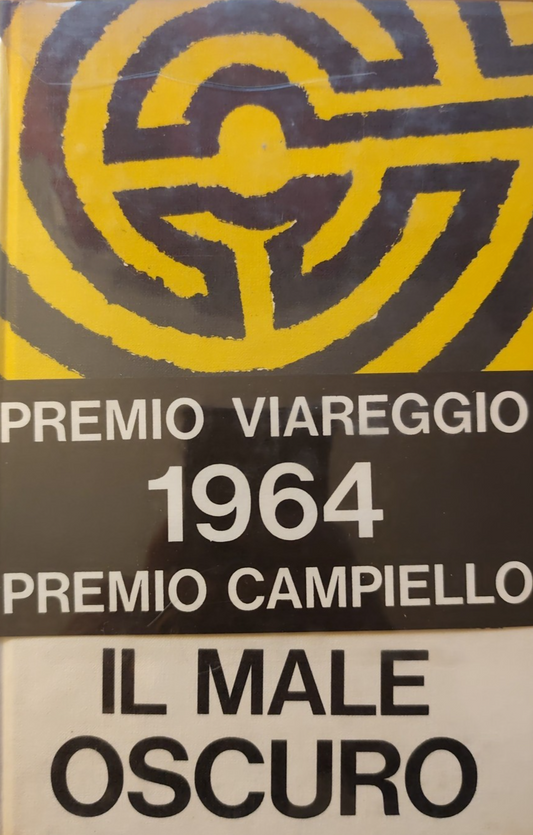 PREMIO VIAREGGIO
1964
PREMIO CAMPIELLO
IL MALE
OSCURO